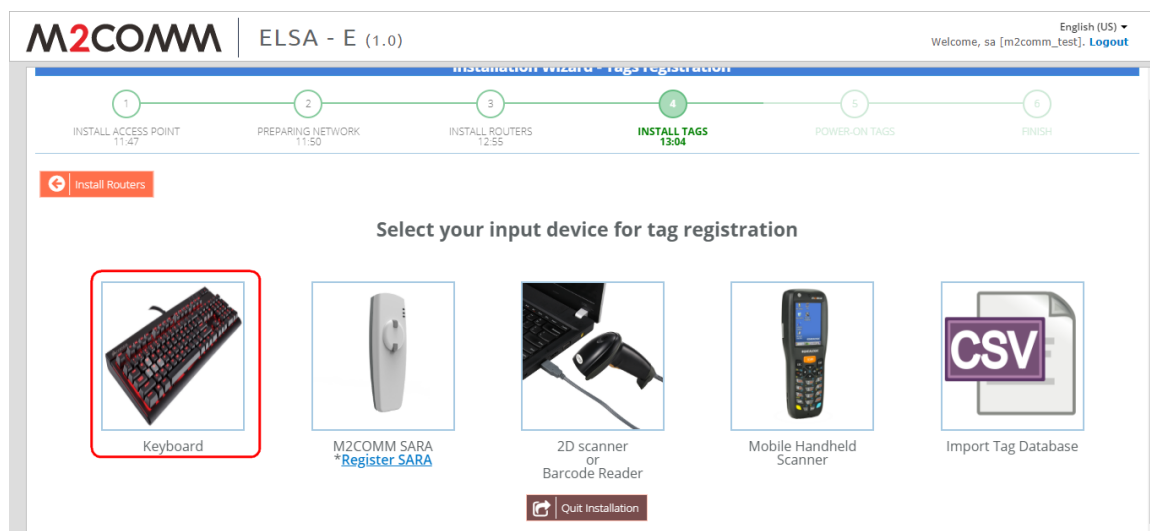 M2COMM
ELSA - E (1.0)
English (US)
Welcome, sa [m2comm_test]. Logout
Installation Wizard - Tags registration
1
2
3
4
5
6
INSTALL ACCESS POINT
PREPARING NETWORK
INSTALL ROUTERS
INSTALL TAGS
POWER-ON TAGS
FINISH
11:47
11:50
12:55
13:04
Install Routers
Select your input device for tag registration
CSV
Keyboard
M2COMM SARA
*Register SARA
2D scanner
or
Barcode Reader
Mobile Handheld
Scanner
Import Tag Database
Quit Installation